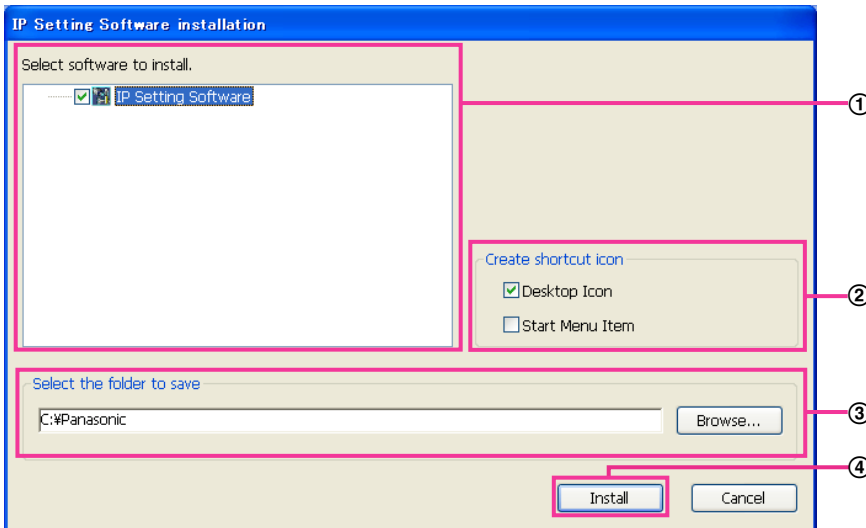 IP Setting Software installation
Select software to install.
IP Setting Software
①
Create shortcut icon
Desktop Icon
Start Menu Item
②
Select the folder to save
C:¥Panasonic
Browse...
③
④
Install
Cancel